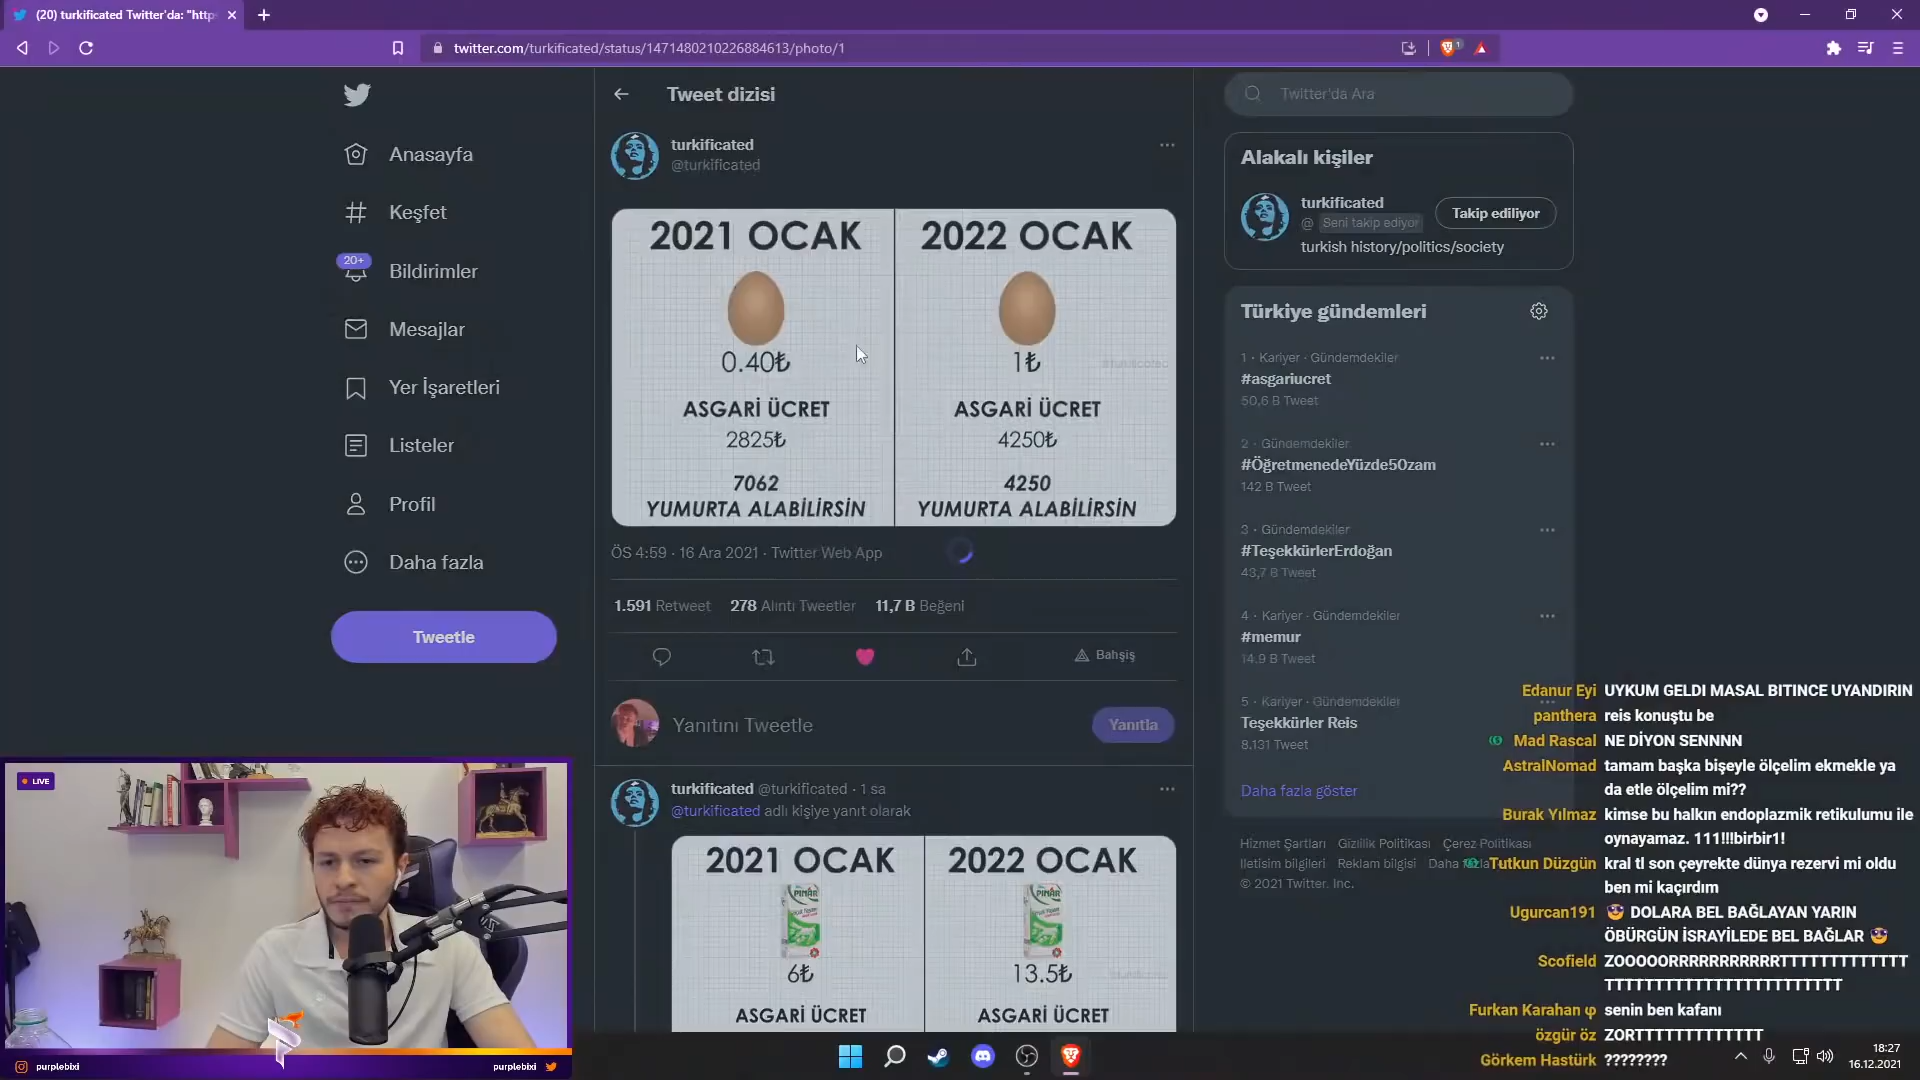 (20) turkificated Twitter'da: "http
twitter.com/turkificated/status/1471480210226884613/photo/1
Anasayfa
Keşfet
20+
Bildirimler
Mesajlar
Yer İşaretleri
Listeler
Profil
Daha fazla
Tweetle
Tweet dizisi
turkificated
@turkificated
2021 OCAK
0.40₺
ASGARİ ÜCRET
2825₺
7062
YUMURTA ALABİLİRSİN
2022 OCAK
1₺
ASGARİ ÜCRET
4250₺
4250
YUMURTA ALABİLİRSİN
ÖS 4:59 · 16 Ara 2021 · Twitter Web App
1.591 Retweet 278 Alıntı Tweetler 11,7 B Beğeni
Bahşiş
Yanıtını Tweetle
Yanıtla
turkificated @turkificated · 1 sa
@turkificated adlı kişiye yanıt olarak
2021 OCAK
PINAR
6₺
ASGARİ ÜCRET
2022 OCAK
PINAR
13.5₺
ASGARİ ÜCRET
Twitter'da Ara
Alakalı kişiler
turkificated
@ Seni takip ediyor
Takip ediliyor
turkish history/politics/society
Türkiye gündemleri
1 · Kariyer · Gündemdekiler
#asgariucret
50,6 B Tweet
2 · Gündemdekiler
#ÖğretmenedeYüzde50zam
142 B Tweet
3 · Gündemdekiler
#TeşekkürlerErdoğan
43,7 B Tweet
4 · Kariyer · Gündemdekiler
#memur
14.9 B Tweet
5 · Kariyer · Gündemdekiler
Teşekkürler Reis
8.131 Tweet
Daha fazla göster
Hizmet Şartları Gizlilik Politikası Çerez Politikası
İletişim bilgileri Reklam bilgisi Daha
© 2021 Twitter, Inc.
Edanur Eyi UYKUM GELDI MASAL BITINCE UYANDIRIN
panthera reis konuştu be
Mad Rascal NE DİYON SENNNN
AstralNomad tamam başka bişeyle ölçelim ekmekle ya
da etle ölçelim mi??
Burak Yılmaz kimse bu halkın endoplazmik retikulumu ile
oynayamaz. 111!!!birbir1!
Tutkun Düzgün kral tl son çeyrekte dünya rezervi mi oldu
ben mi kaçırdım
Ugurcan191 DOLARA BEL BAĞLAYAN YARIN
ÖBÜRGÜN İSRAYİLEDE BEL BAĞLAR
Scofield ZOOOOORRRRRRRRRRRTTTTTTTTTTTTT
TTTTTTTTTTTTTTTTTTTTTTTT
Furkan Karahan φ senin ben kafanı
özgür öz ZORTTTTTTTTTTTTT
Görkem Hastürk ????????
LIVE
purplebixi
purplebixi
18:27
16.12.2021